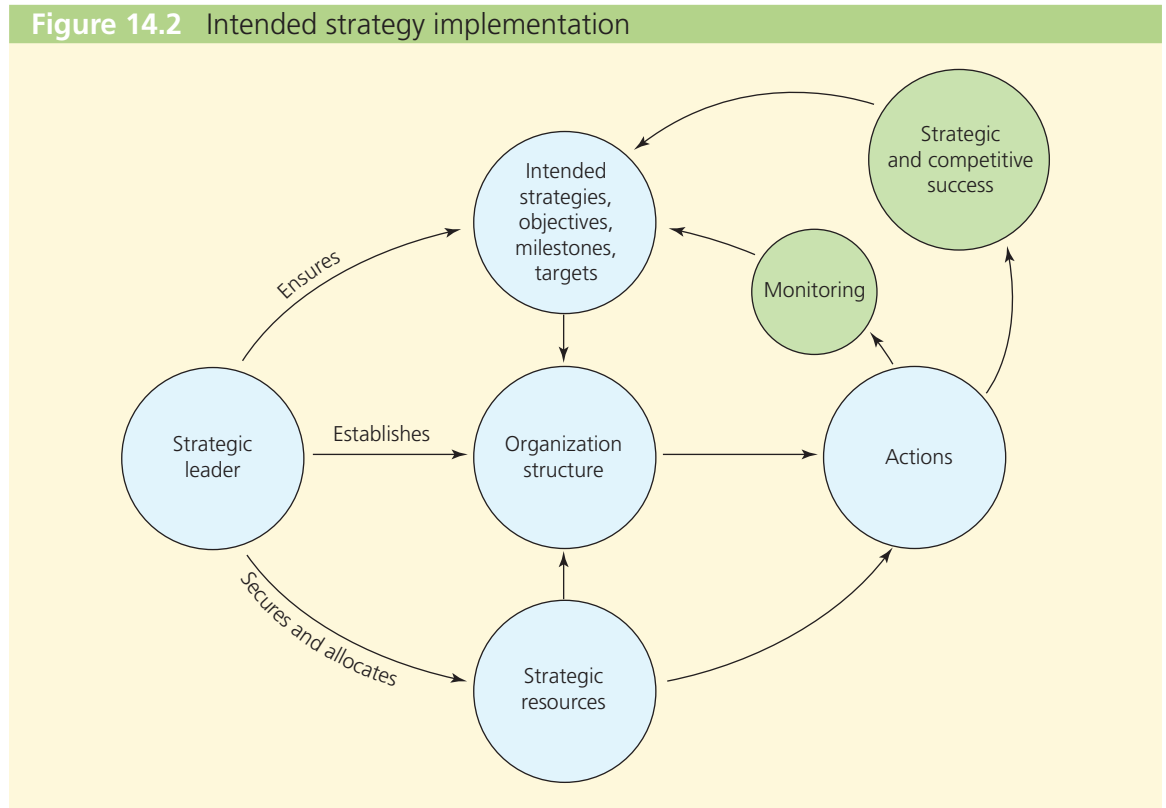 Figure 14.2 Intended strategy implementation
Strategic
and competitive
success
Intended
strategies,
objectives,
milestones,
targets
Ensures
Monitoring
Strategic
leader
Establishes
Organization
structure
Actions
Secures and allocates
Strategic
resources